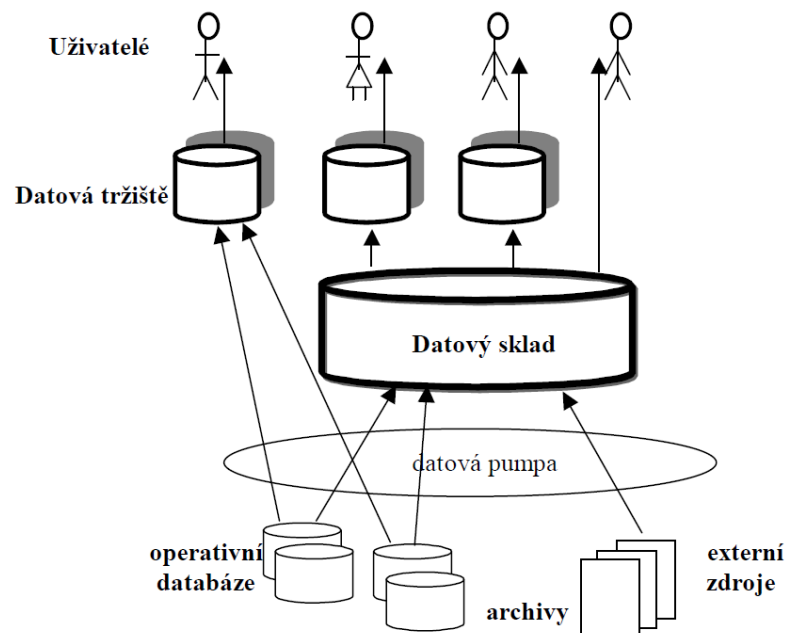 Uživatelé
Datová tržiště
Datový sklad
datová pumpa
operativní
databáze
archivy
externí
zdroje